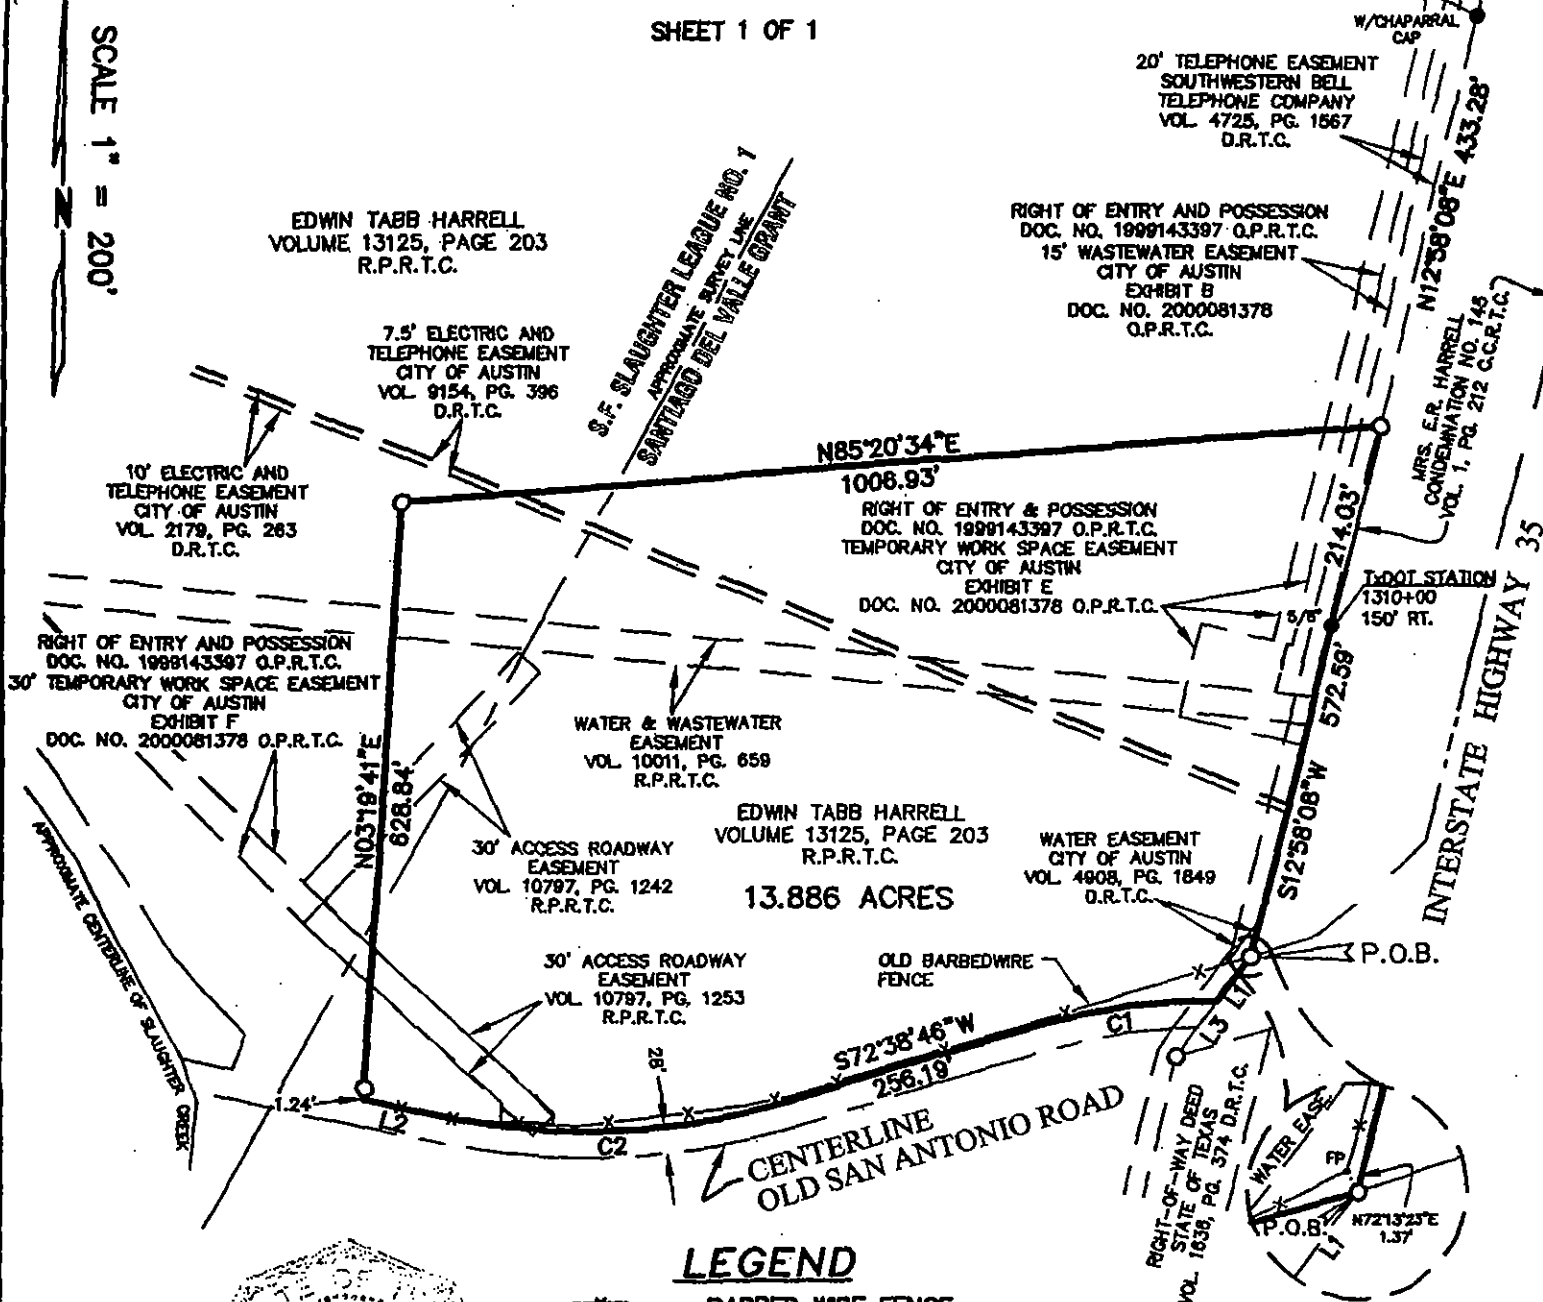 SHEET 1 OF 1
SCALE 1" = 200'
N
W/CHAPARRAL
CAP
20' TELEPHONE EASEMENT
SOUTHWESTERN BELL
TELEPHONE COMPANY
VOL. 4725, PG. 1567
D.R.T.C.
N12°58'08"E 433.28'
EDWIN TABB HARRELL
VOLUME 13125, PAGE 203
R.P.R.T.C.
S.F. SLAUGHTER LEAGUE NO. 1
APPROXIMATE SURVEY LINE
SANTIAGO DEL VALLE GRANT
RIGHT OF ENTRY AND POSSESSION
DOC. NO. 1999143397 O.P.R.T.C.
15' WASTEWATER EASEMENT
CITY OF AUSTIN
EXHIBIT B
DOC. NO. 2000081378
O.P.R.T.C.
MRS. E.R. HARRELL
CONDEMNATION NO. 145
VOL. 1, PG. 212 C.C.R.T.C.
7.5' ELECTRIC AND
TELEPHONE EASEMENT
CITY OF AUSTIN
VOL. 9154, PG. 396
D.R.T.C.
10' ELECTRIC AND
TELEPHONE EASEMENT
CITY OF AUSTIN
VOL. 2179, PG. 263
D.R.T.C.
N85°20'34"E
1006.93'
RIGHT OF ENTRY & POSSESSION
DOC. NO. 1999143397 O.P.R.T.C.
TEMPORARY WORK SPACE EASEMENT
CITY OF AUSTIN
EXHIBIT E
DOC. NO. 2000081378 O.P.R.T.C.
214.03'
TxDOT STATION
1310+00
150' RT.
5/8"
572.59'
S12°58'08"W
INTERSTATE HIGHWAY 35
RIGHT OF ENTRY AND POSSESSION
DOC. NO. 1999143397 O.P.R.T.C.
30' TEMPORARY WORK SPACE EASEMENT
CITY OF AUSTIN
EXHIBIT F
DOC. NO. 2000081378 O.P.R.T.C.
N03°19'41"E
628.84'
WATER & WASTEWATER
EASEMENT
VOL. 10011, PG. 659
R.P.R.T.C.
EDWIN TABB HARRELL
VOLUME 13125, PAGE 203
R.P.R.T.C.
13.886 ACRES
WATER EASEMENT
CITY OF AUSTIN
VOL. 4908, PG. 1849
D.R.T.C.
30' ACCESS ROADWAY
EASEMENT
VOL. 10797, PG. 1242
R.P.R.T.C.
30' ACCESS ROADWAY
EASEMENT
VOL. 10797, PG. 1253
R.P.R.T.C.
OLD BARBEDWIRE
FENCE
P.O.B.
APPROXIMATE CENTERLINE OF SLAUGHTER CREEK
1.24'
L2
C2
28'
S72°38'46"W
256.19'
C1
L1
L3
CENTERLINE
OLD SAN ANTONIO ROAD
RIGHT-OF-WAY DEED
STATE OF TEXAS
VOL. 1638, PG. 374 D.R.T.C.
WATER EASE.
FP
P.O.B.
N72°13'23"E
1.37'
L1
LEGEND
BARBED WIRE FENCE